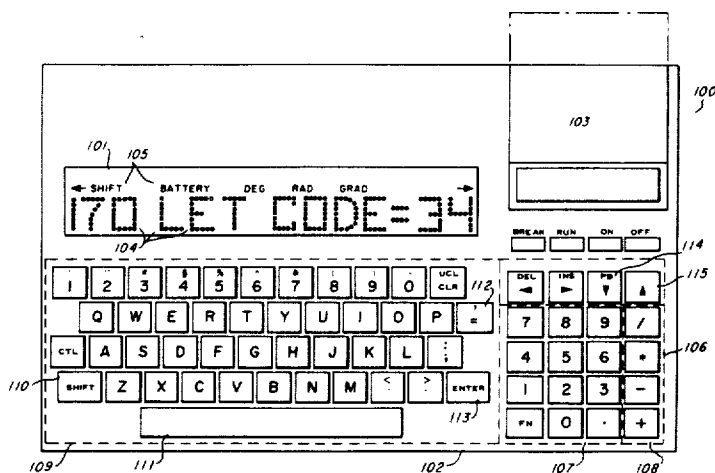 100
103
101 105
← SHIFT BATTERY DEG RAD GRAD →
170 LET CODE=34
104
BREAK RUN ON OFF
114
1 2 # 3 $ 4 % 5 6 & 7 8 9 0 UCL CLR
112
DEL ◄ INS ► PB ▼ ▲
115
Q W E R T Y U I O P =
7 8 9 /
CTL A S D F G H J K L ;
4 5 6 *
106
110
SHIFT Z X C V B N M < > ENTER
1 2 3 -
113
FN 0 . +
109 111 102 107 108